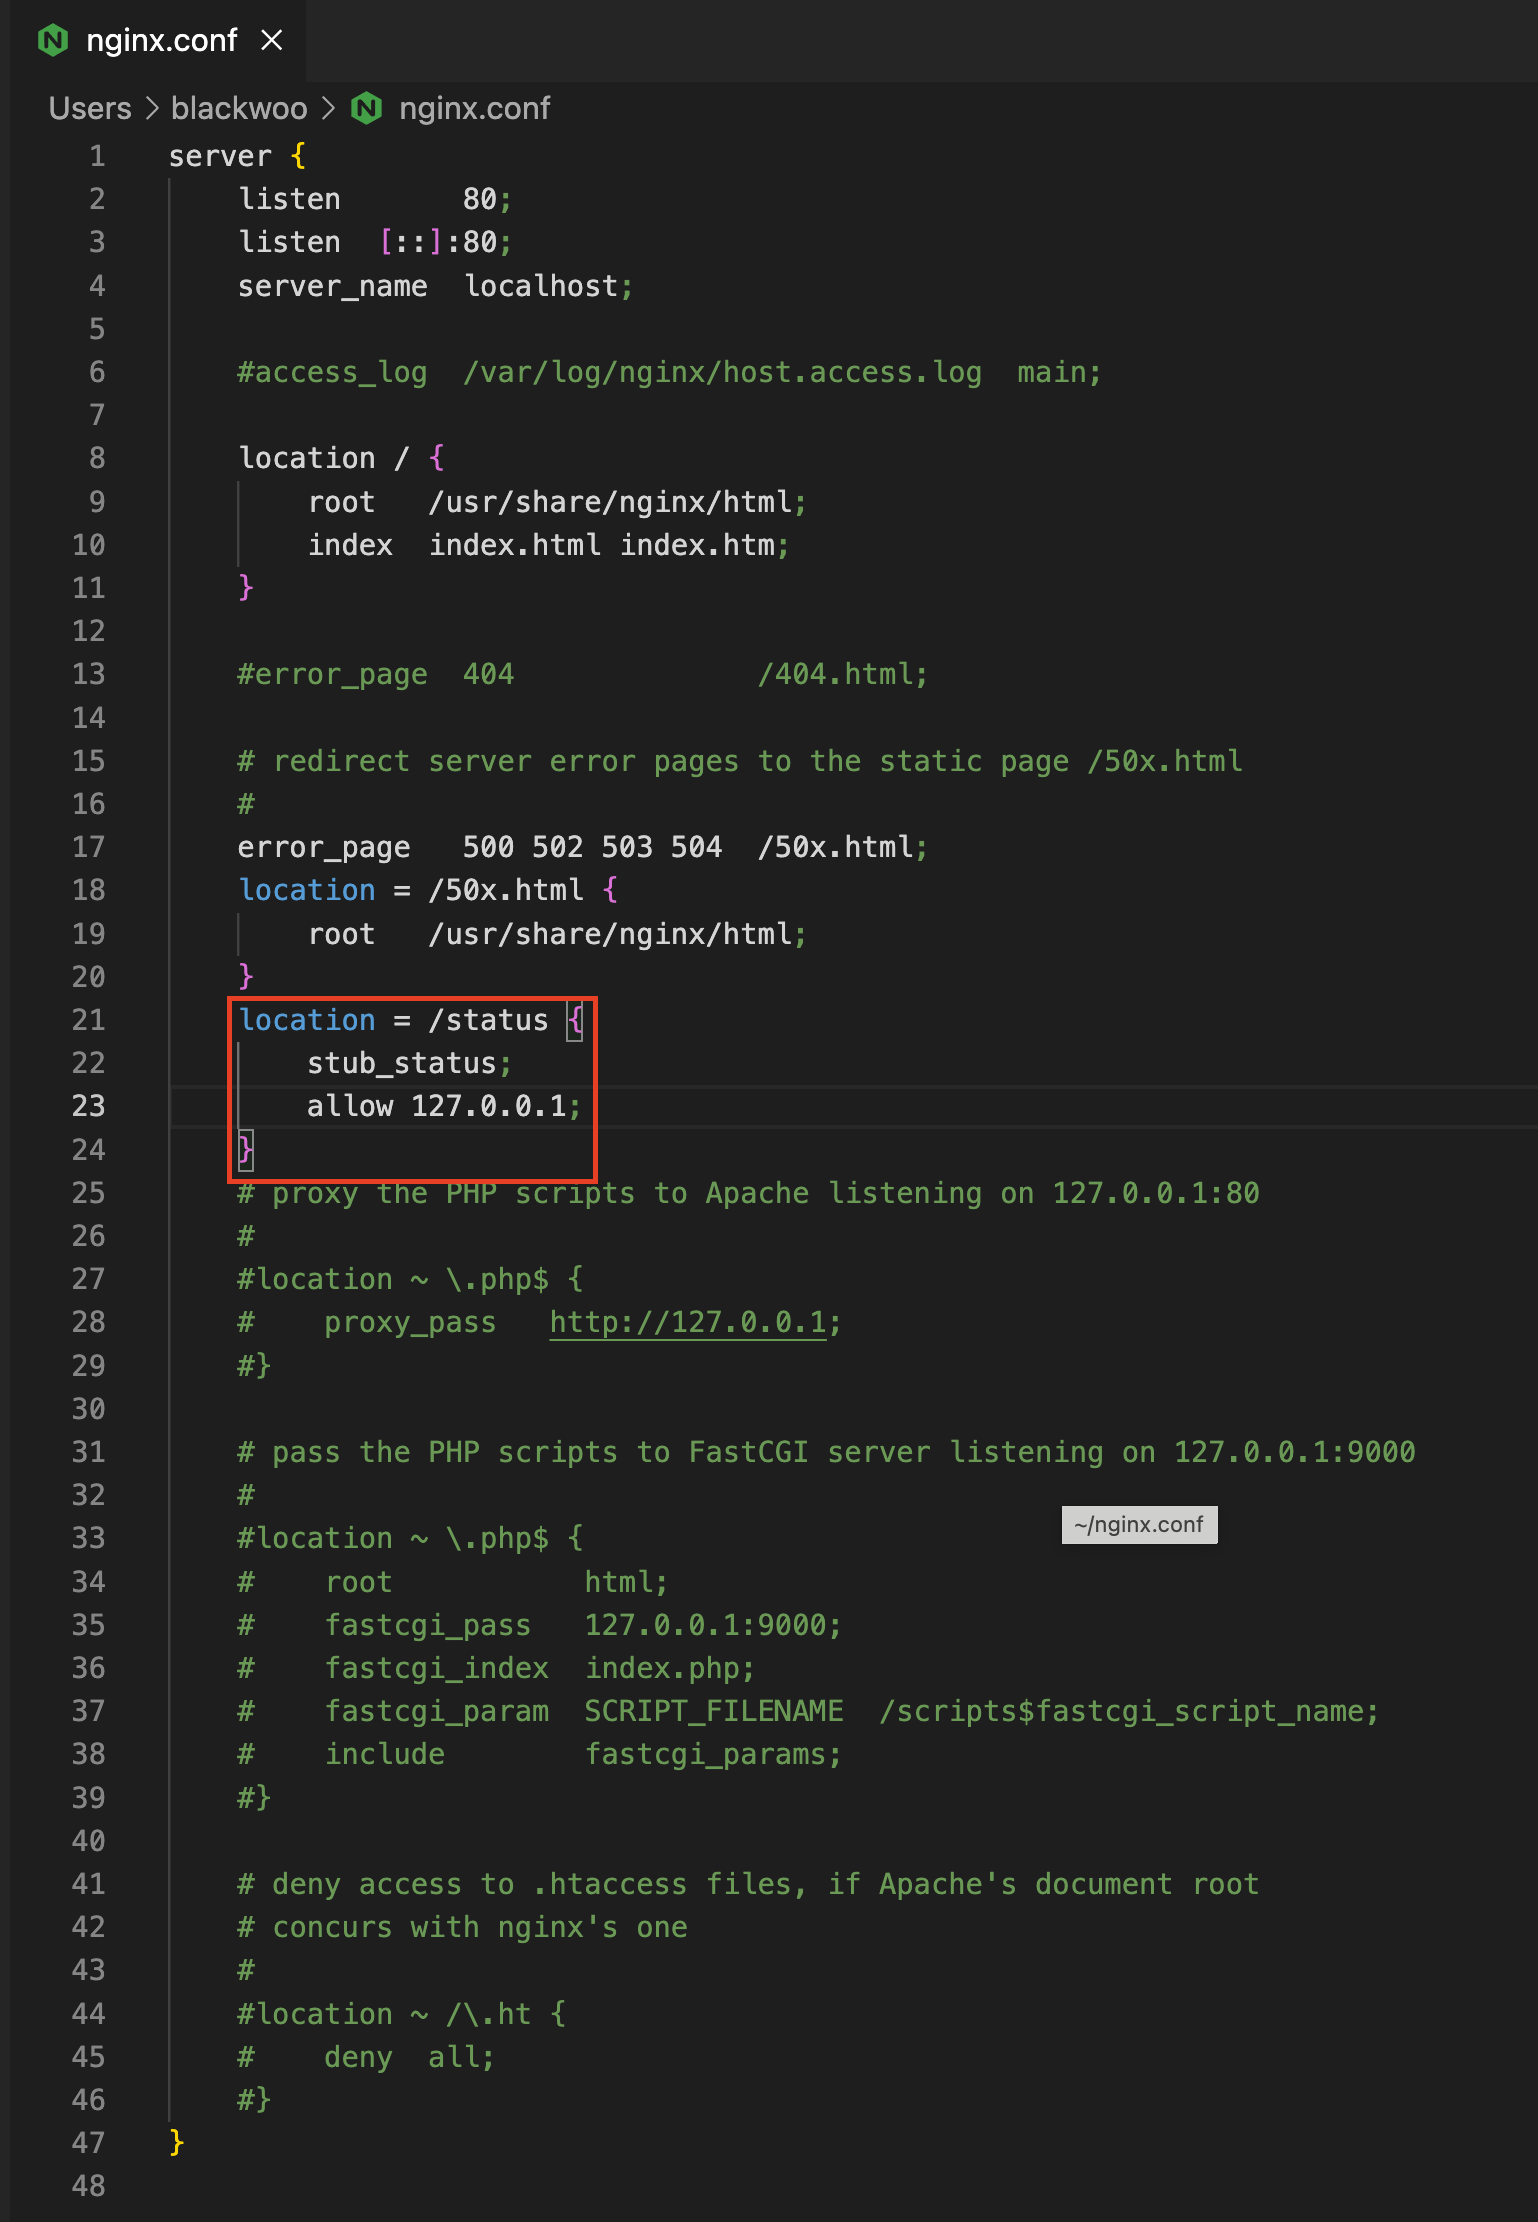 nginx.conf
Users > blackwoo > nginx.conf
1 server {
2     listen       80;
3     listen  [::]:80;
4     server_name  localhost;
5
6     #access_log  /var/log/nginx/host.access.log  main;
7
8     location / {
9         root   /usr/share/nginx/html;
10         index  index.html index.htm;
11     }
12
13     #error_page  404              /404.html;
14
15     # redirect server error pages to the static page /50x.html
16     #
17     error_page   500 502 503 504  /50x.html;
18     location = /50x.html {
19         root   /usr/share/nginx/html;
20     }
21     location = /status {
22         stub_status;
23         allow 127.0.0.1;
24     }
25     # proxy the PHP scripts to Apache listening on 127.0.0.1:80
26     #
27     #location ~ \.php$ {
28     #    proxy_pass   http://127.0.0.1;
29     #}
30
31     # pass the PHP scripts to FastCGI server listening on 127.0.0.1:9000
32     #
~/nginx.conf
33     #location ~ \.php$ {
34     #    root           html;
35     #    fastcgi_pass   127.0.0.1:9000;
36     #    fastcgi_index  index.php;
37     #    fastcgi_param  SCRIPT_FILENAME  /scripts$fastcgi_script_name;
38     #    include        fastcgi_params;
39     #}
40
41     # deny access to .htaccess files, if Apache's document root
42     # concurs with nginx's one
43     #
44     #location ~ /\.ht {
45     #    deny  all;
46     #}
47 }
48